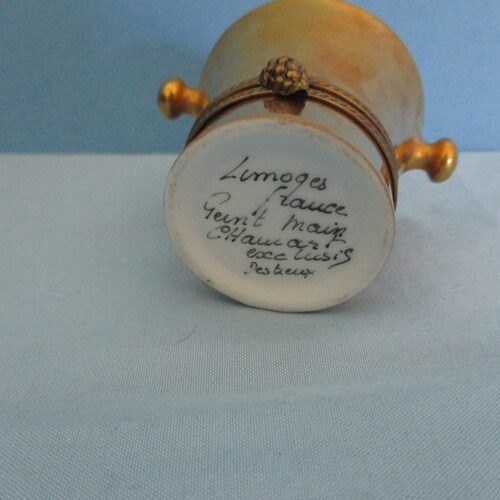 Limoges
france
Peint main
CHamart
exclusif